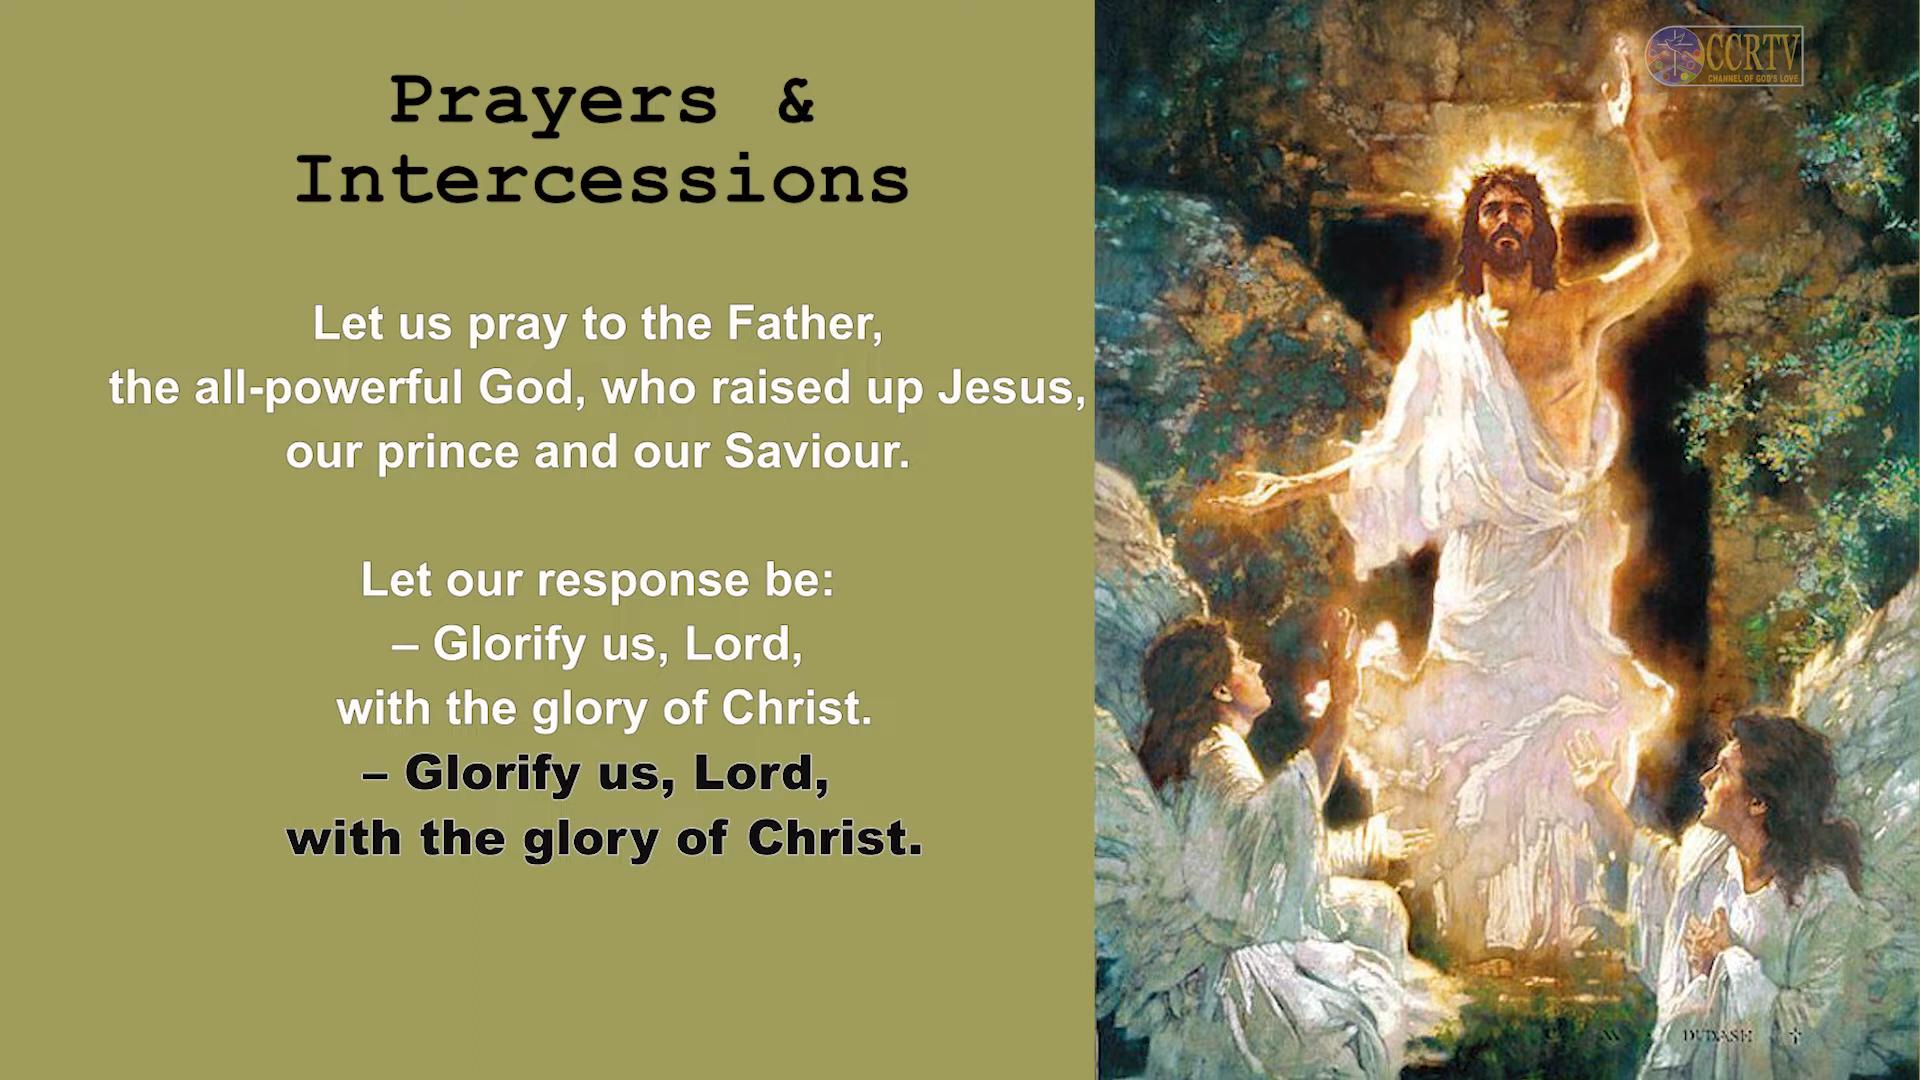 Prayers &
Intercessions
Let us pray to the Father,
the all-powerful God, who raised up Jesus,
our prince and our Saviour.
Let our response be:
– Glorify us, Lord,
with the glory of Christ.
– Glorify us, Lord,
with the glory of Christ.
CCRTV
CHANNEL OF GOD'S LOVE
DUDASH